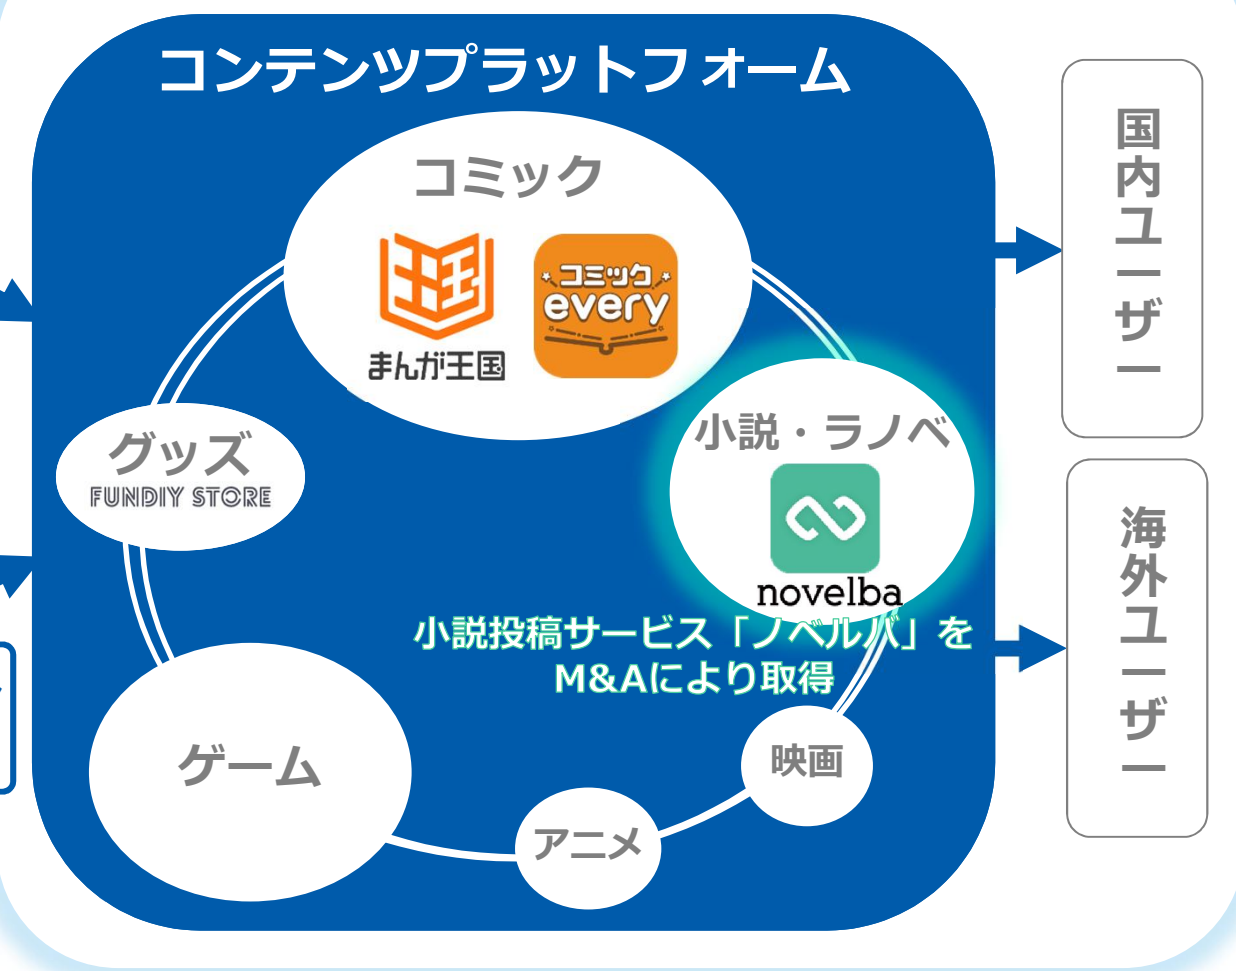 コンテンツプラットフォーム
コミック
まんが王国
コミック
every
小説・ラノベ
novelba
小説投稿サービス「ノベルバ」を
M&Aにより取得
グッズ
FUNDIY STORE
ゲーム
アニメ
映画
国内ユーザー
海外ユーザー